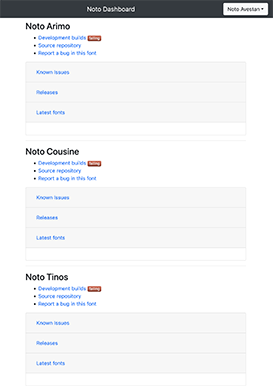 Noto Dashboard
Noto Avestan
Noto Arimo
Development builds failing
Source repository
Report a bug in this font
Known Issues
Releases
Latest fonts
Noto Cousine
Development builds failing
Source repository
Report a bug in this font
Known Issues
Releases
Latest fonts
Noto Tinos
Development builds failing
Source repository
Report a bug in this font
Known Issues
Releases
Latest fonts